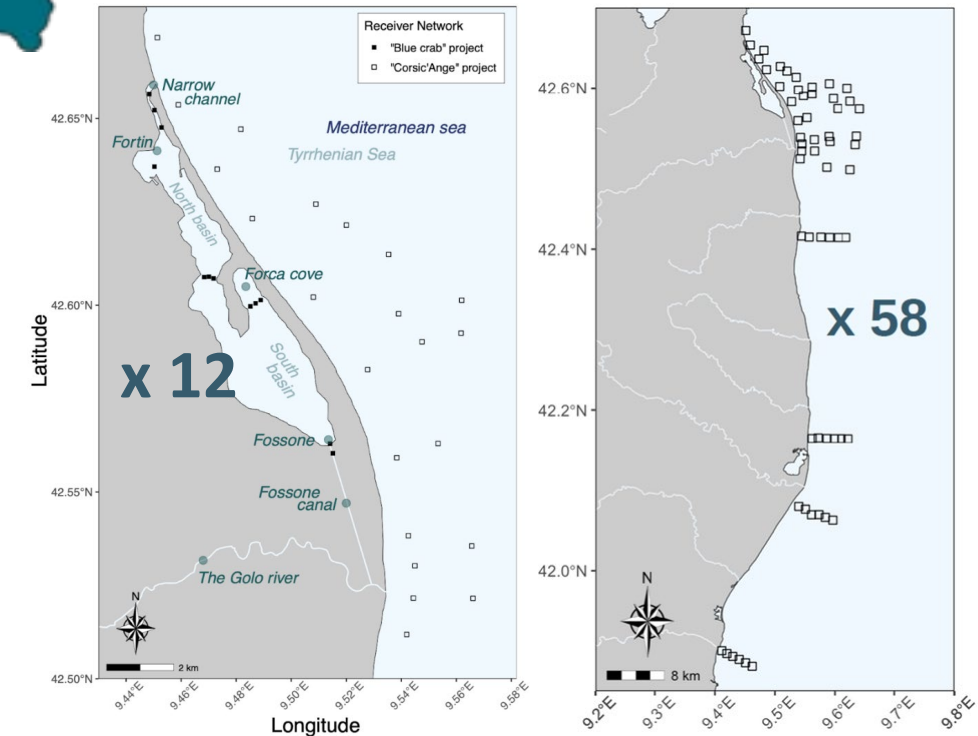 Receiver Network
"Blue crab" project
"Corsic'Ange" project
Narrow
channel
42.65°N
Mediterranean sea
Fortin
Tyrrhenian Sea
North basin
Forca cove
42.60°N
Latitude
South
basin
x 12
Fossone
42.55°N
Fossone
canal
The Golo river
N
2 km
42.50°N
9.44°E
9.46°E
9.48°E
9.50°E
9.52°E
9.54°E
9.56°E
9.58°E
Longitude
42.6°N
42.4°N
x 58
42.2°N
42.0°N
N
8 km
9.2°E
9.3°E
9.4°E
9.5°E
9.6°E
9.7°E
9.8°E